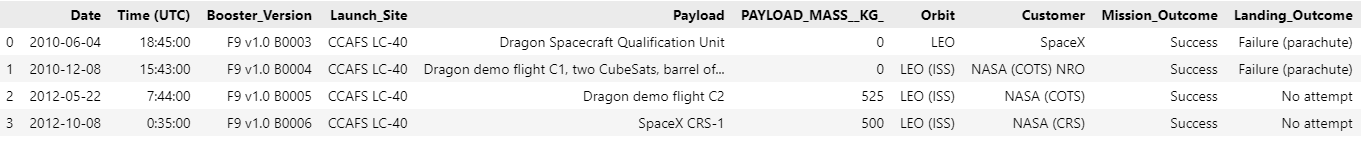 Date Time (UTC) Booster_Version Launch_Site Payload PAYLOAD_MASS__KG_ Orbit Customer Mission_Outcome Landing_Outcome
0 2010-06-04 18:45:00 F9 v1.0 B0003 CCAFS LC-40 Dragon Spacecraft Qualification Unit 0 LEO SpaceX Success Failure (parachute)
1 2010-12-08 15:43:00 F9 v1.0 B0004 CCAFS LC-40 Dragon demo flight C1, two CubeSats, barrel of... 0 LEO (ISS) NASA (COTS) NRO Success Failure (parachute)
2 2012-05-22 7:44:00 F9 v1.0 B0005 CCAFS LC-40 Dragon demo flight C2 525 LEO (ISS) NASA (COTS) Success No attempt
3 2012-10-08 0:35:00 F9 v1.0 B0006 CCAFS LC-40 SpaceX CRS-1 500 LEO (ISS) NASA (CRS) Success No attempt